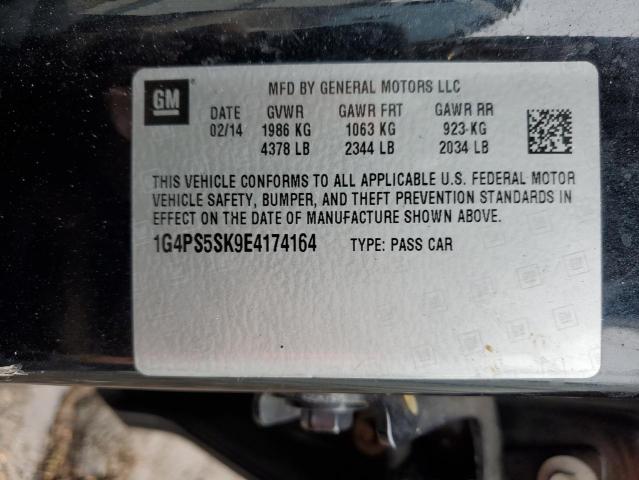 GM
MFD BY GENERAL MOTORS LLC
DATE GVWR GAWR FRT GAWR RR
02/14 1986 KG 1063 KG 923 KG
4378 LB 2344 LB 2034 LB
THIS VEHICLE CONFORMS TO ALL APPLICABLE U.S. FEDERAL MOTOR
VEHICLE SAFETY, BUMPER, AND THEFT PREVENTION STANDARDS IN
EFFECT ON THE DATE OF MANUFACTURE SHOWN ABOVE.
1G4PS5SK9E4174164 TYPE: PASS CAR